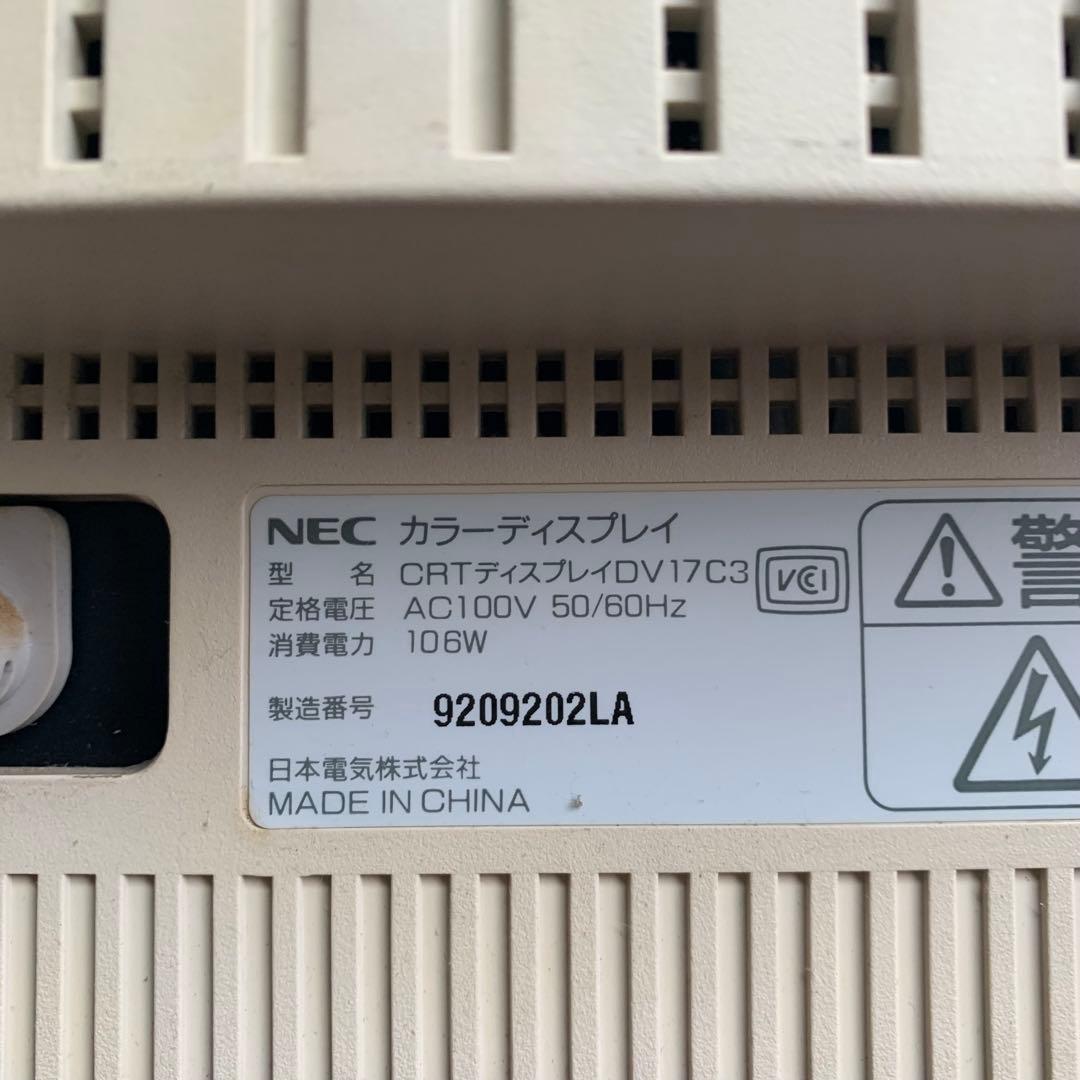 NEC カラーディスプレイ
型 名 CRTディスプレイDV17C3
VCCI
定格電圧 AC100V 50/60Hz
消費電力 106W
製造番号 9209202LA
日本電気株式会社
MADE IN CHINA
警